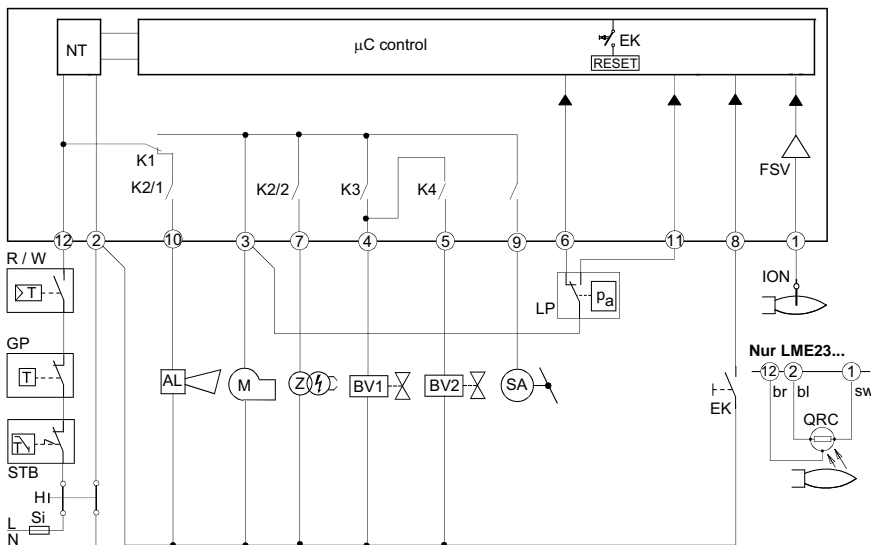 NT
μC control
EK
RESET
FSV
K1
K2/1
K2/2
K3
K4
12
2
10
3
7
4
5
9
6
11
8
1
R / W
T
GP
T
STB
T
H
L
Si
N
AL
M
Z
BV1
BV2
SA
LP
pa
EK
ION
Nur LME23...
12
2
1
br
bl
sw
QRC